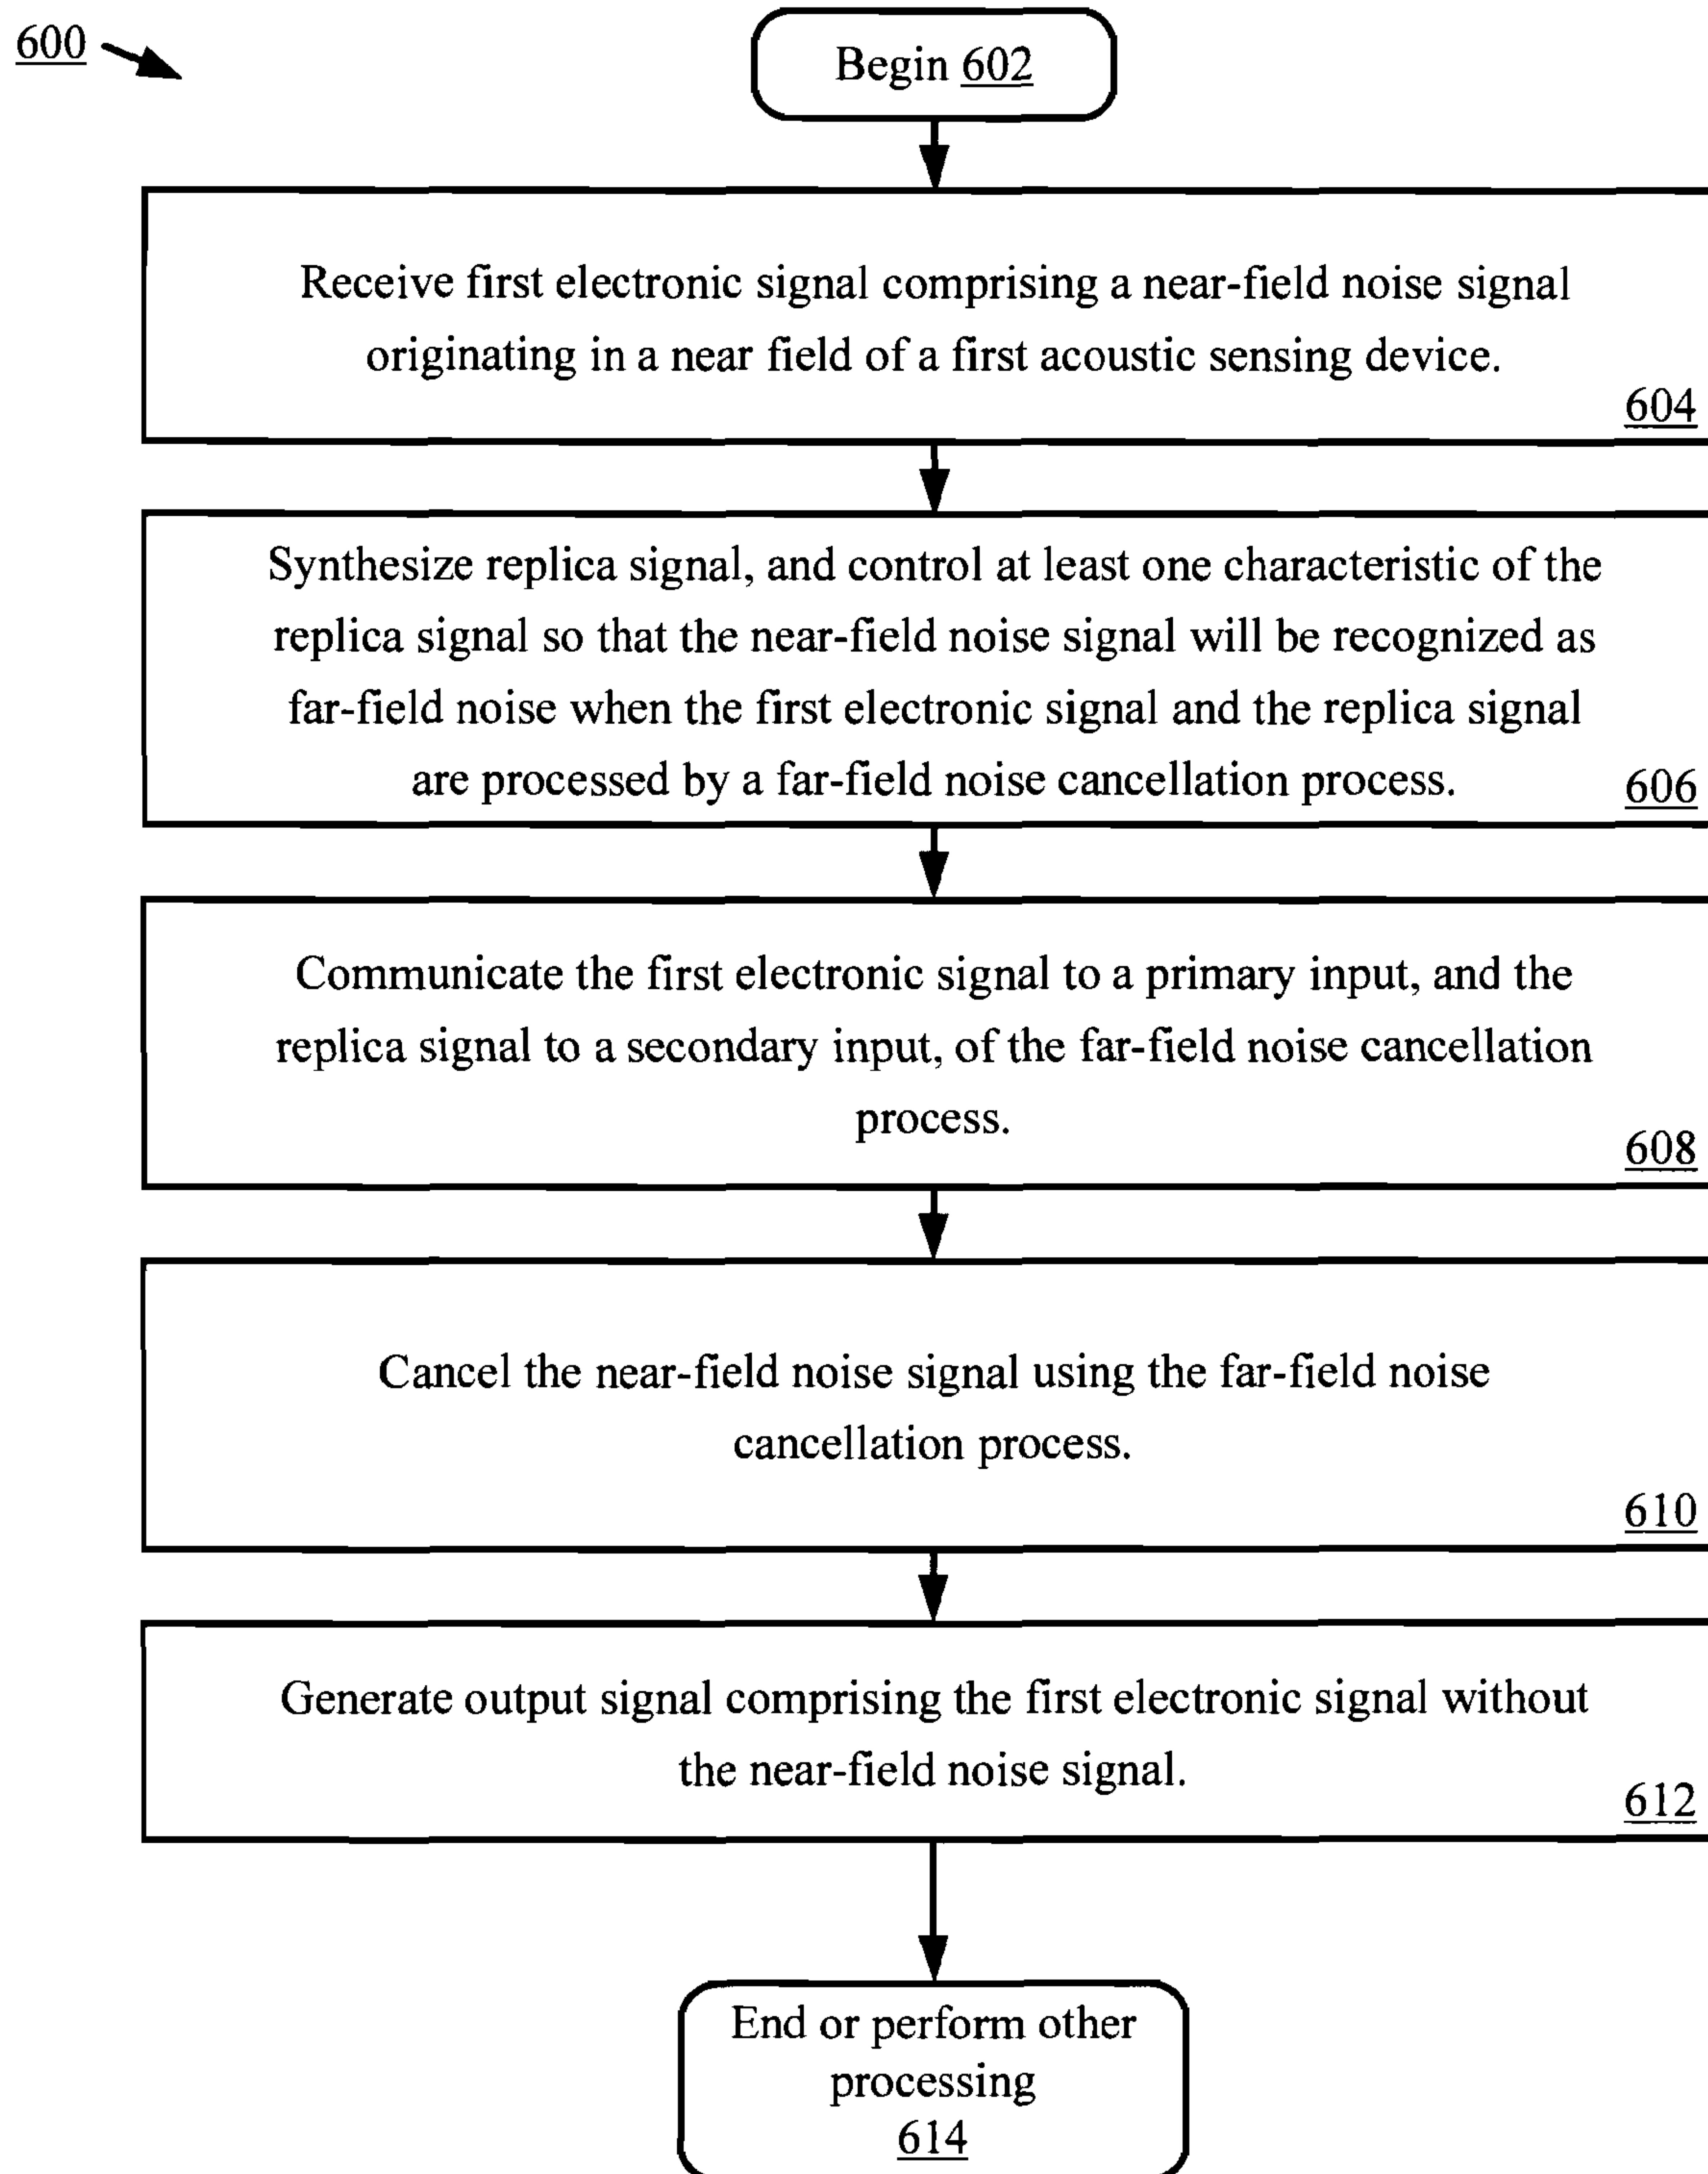 600
Begin 602
Receive first electronic signal comprising a near-field noise signal
originating in a near field of a first acoustic sensing device.
604
Synthesize replica signal, and control at least one characteristic of the
replica signal so that the near-field noise signal will be recognized as
far-field noise when the first electronic signal and the replica signal
are processed by a far-field noise cancellation process.
606
Communicate the first electronic signal to a primary input, and the
replica signal to a secondary input, of the far-field noise cancellation
process.
608
Cancel the near-field noise signal using the far-field noise
cancellation process.
610
Generate output signal comprising the first electronic signal without
the near-field noise signal.
612
End or perform other
processing
614